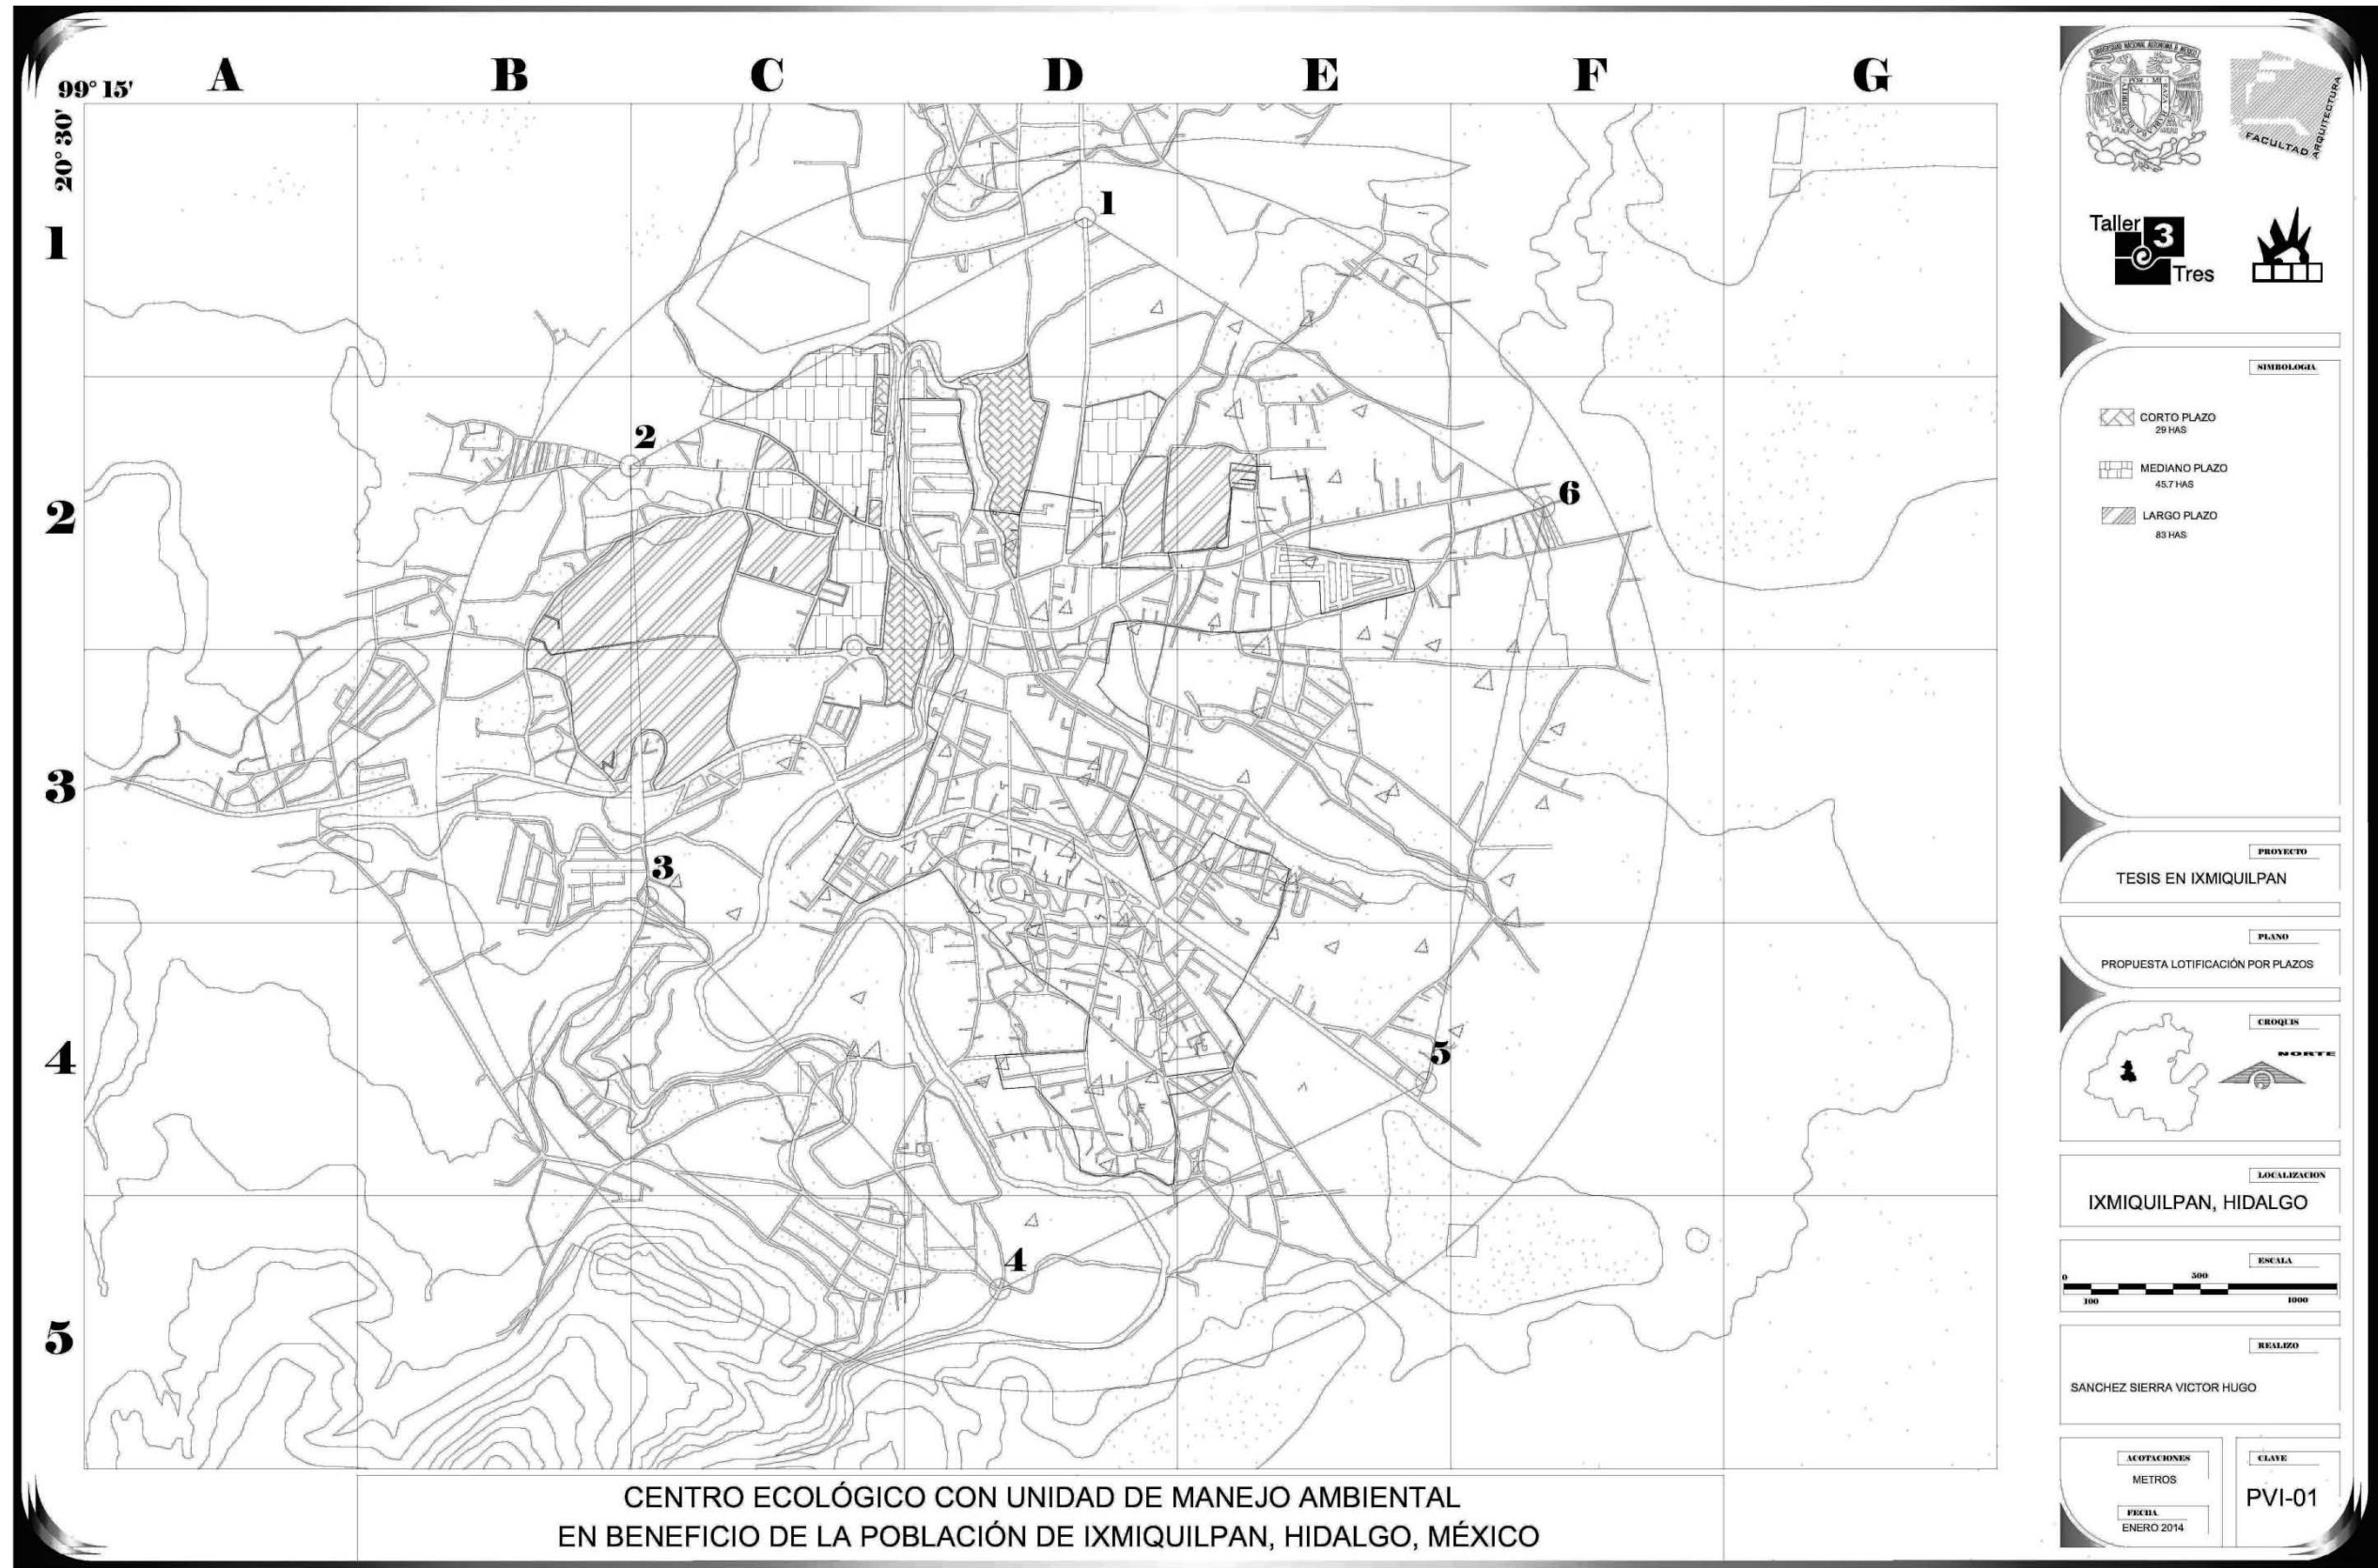 A B C D E F G
99° 15'
20° 30'
1
2
3
4
5
1
2
3
4
5
6
CENTRO ECOLÓGICO CON UNIDAD DE MANEJO AMBIENTAL
EN BENEFICIO DE LA POBLACIÓN DE IXMIQUILPAN, HIDALGO, MÉXICO
POR · MI
FACULTAD
ARQUITECTURA
Taller 3
Tres
SIMBOLOGIA
CORTO PLAZO
29 HAS
MEDIANO PLAZO
45.7 HAS
LARGO PLAZO
83 HAS
PROYECTO
TESIS EN IXMIQUILPAN
PLANO
PROPUESTA LOTIFICACIÓN POR PLAZOS
CROQUIS
NORTE
LOCALIZACION
IXMIQUILPAN, HIDALGO
ESCALA
0 500
100 1000
REALIZO
SANCHEZ SIERRA VICTOR HUGO
ACOTACIONES
METROS
FECHA
ENERO 2014
CLAVE
PVI-01